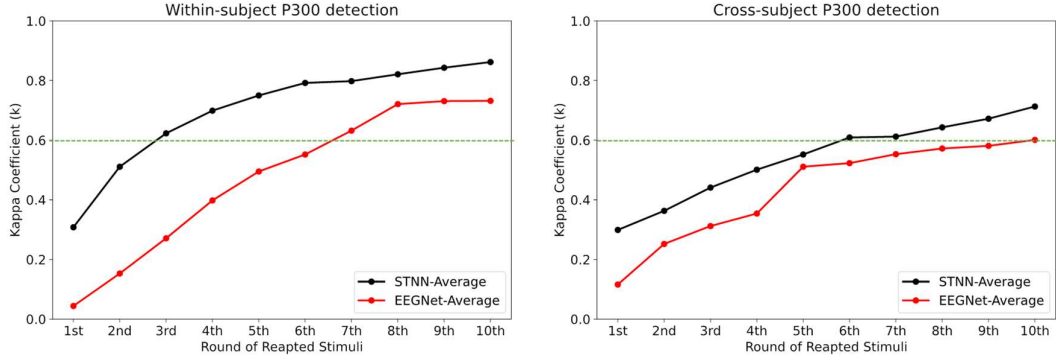 Within-subject P300 detection
Kappa Coefficient (k)
1.0
0.8
0.6
0.4
0.2
0.0
1st 2nd 3rd 4th 5th 6th 7th 8th 9th 10th
Round of Reapted Stimuli
STNN-Average
EEGNet-Average
Cross-subject P300 detection
Kappa Coefficient (k)
1.0
0.8
0.6
0.4
0.2
0.0
1st 2nd 3rd 4th 5th 6th 7th 8th 9th 10th
Round of Reapted Stimuli
STNN-Average
EEGNet-Average